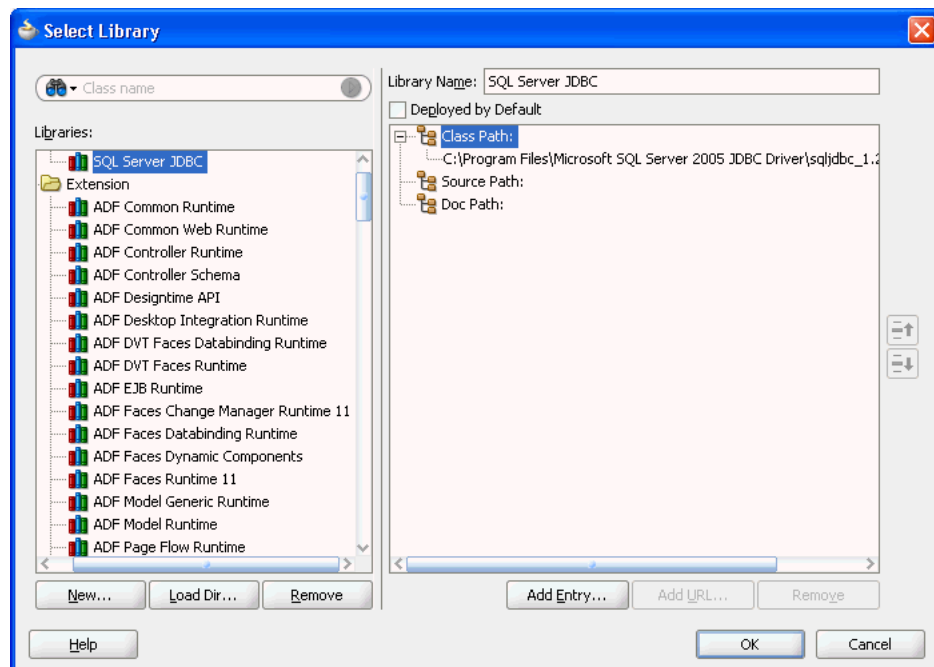 Select Library
Class name
Libraries:
SQL Server JDBC
Extension
ADF Common Runtime
ADF Common Web Runtime
ADF Controller Runtime
ADF Controller Schema
ADF Designtime API
ADF Desktop Integration Runtime
ADF DVT Faces Databinding Runtime
ADF DVT Faces Runtime
ADF EJB Runtime
ADF Faces Change Manager Runtime 11
ADF Faces Databinding Runtime
ADF Faces Dynamic Components
ADF Faces Runtime 11
ADF Model Generic Runtime
ADF Model Runtime
ADF Page Flow Runtime
New... Load Dir... Remove
Library Name: SQL Server JDBC
Deployed by Default
Class Path:
C:\Program Files\Microsoft SQL Server 2005 JDBC Driver\sqljdbc_1.2
Source Path:
Doc Path:
Add Entry... Add URL... Remove
Help OK Cancel